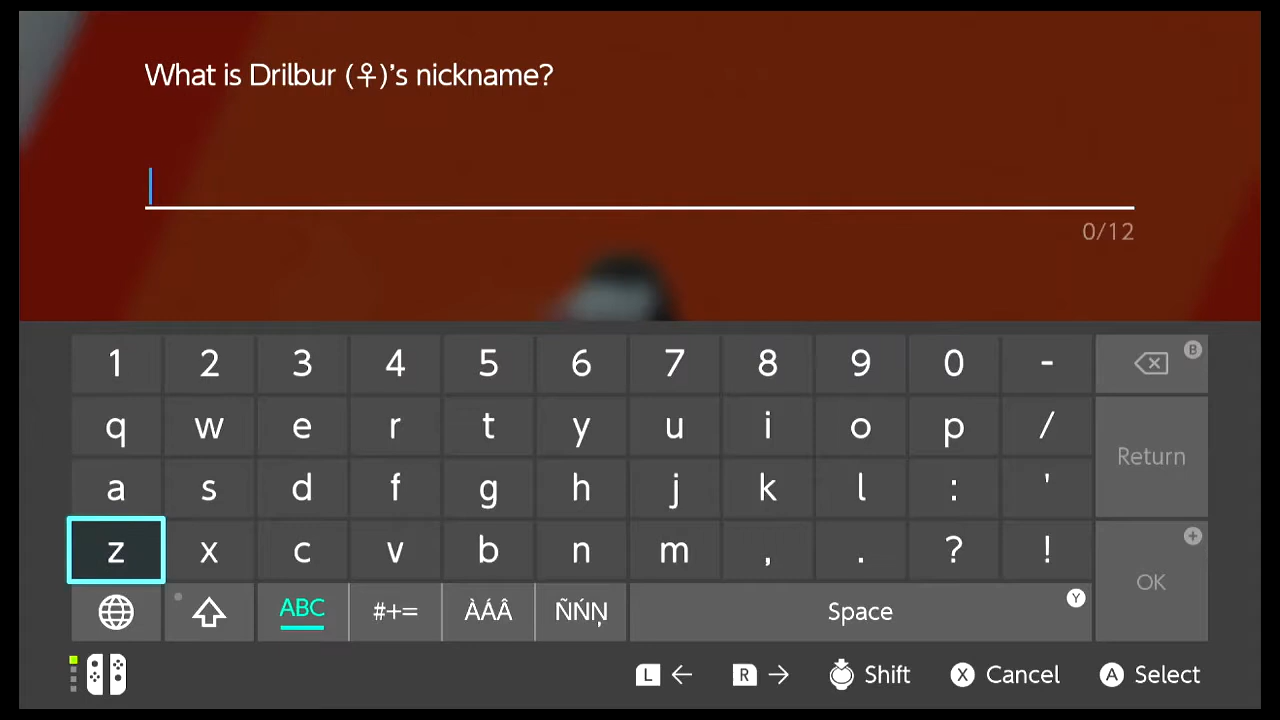 What is Drilbur (♀)'s nickname?
0/12
1 2 3 4 5 6 7 8 9 0 - B
q w e r t y u i o p / Return
a s d f g h j k l : '
z x c v b n m , . ? ! + OK
ABC #+= ÀÁÂ ÑŃŅ Space Y
L ← R → Shift X Cancel A Select